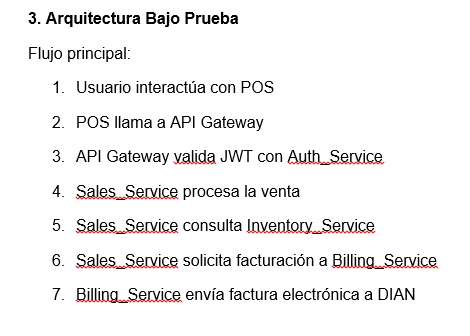 3. Arquitectura Bajo Prueba
Flujo principal:
1. Usuario interactúa con POS
2. POS llama a API Gateway
3. API Gateway valida JWT con Auth_Service
4. Sales_Service procesa la venta
5. Sales_Service consulta Inventory_Service
6. Sales_Service solicita facturación a Billing_Service
7. Billing_Service envía factura electrónica a DIAN